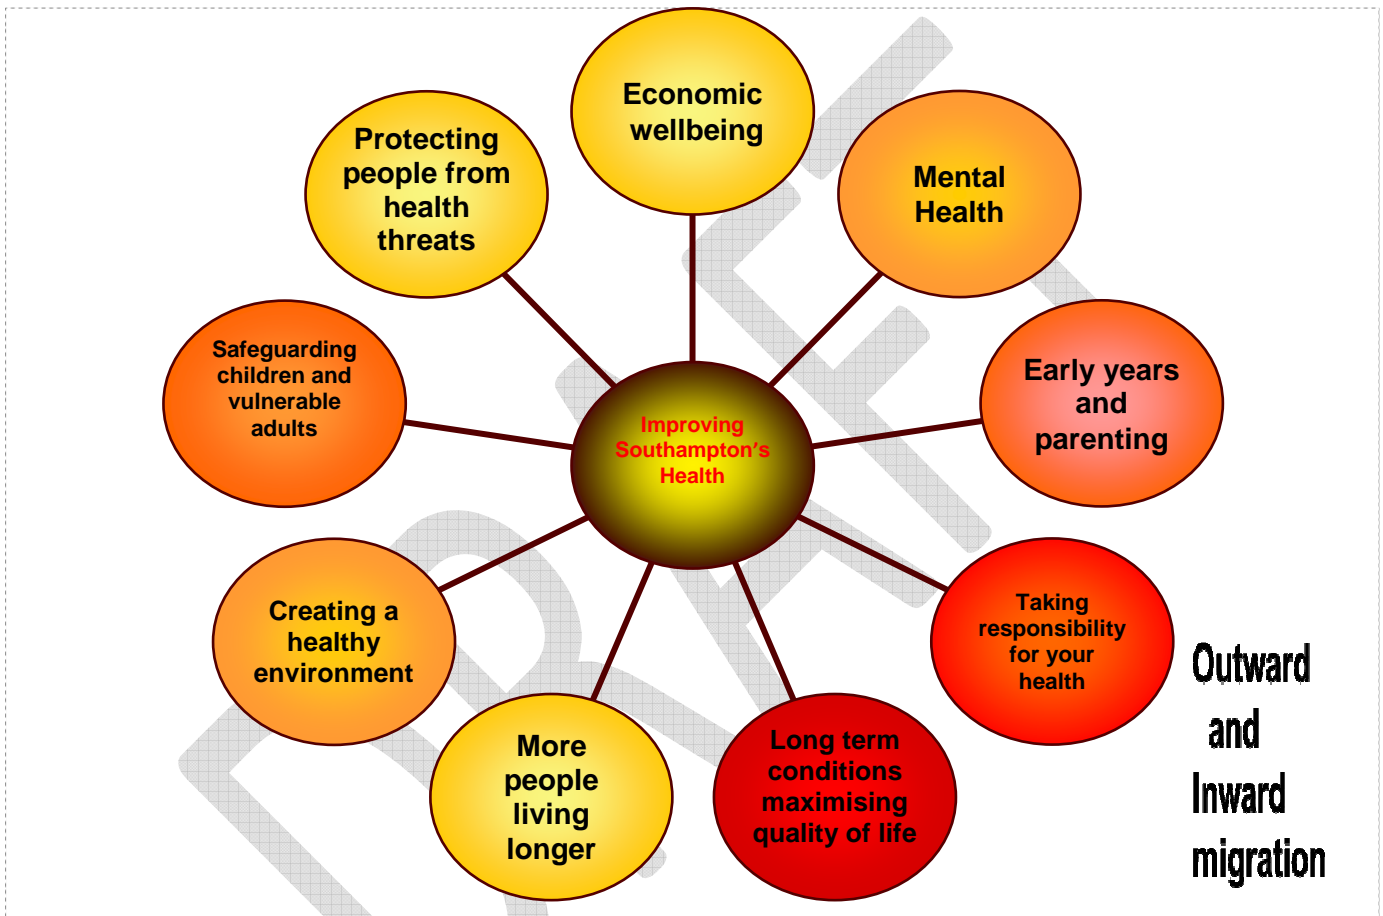 Economic
wellbeing
Mental
Health
Early years
and
parenting
Taking
responsibility
for your
health
Long term
conditions
maximising
quality of life
More
people
living
longer
Creating a
healthy
environment
Safeguarding
children and
vulnerable
adults
Protecting
people from
health
threats
Improving
Southampton's
Health
Outward
and
Inward
migration
DRAFT